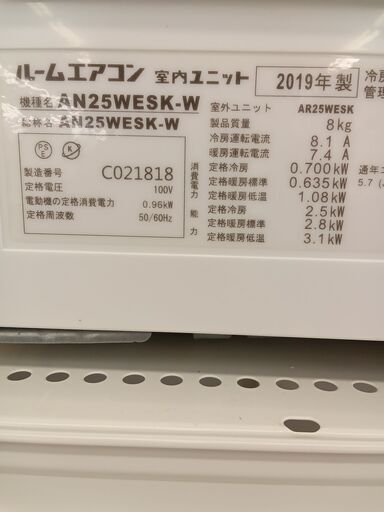 ルームエアコン 室内ユニット 2019年 製 冷房
機種名 AN25WESK-W 室外ユニット AR25WESK 管理
総称名 AN25WESK-W 製品質量 8kg
PSE 冷房運転電流 8.1 A
暖房運転電流 7.4 A 通年
製造番号 C021818 消費電力 定格冷房 0.700kW 5.7 (J
定格電圧 100V 定格暖房標準 0.635kW
電動機の定格消費電力 0.96kW 定格暖房低温 1.08kW
定格周波数 50/60Hz 能力 定格冷房 2.5kW
定格暖房標準 2.8kW
定格暖房低温 3.1kW